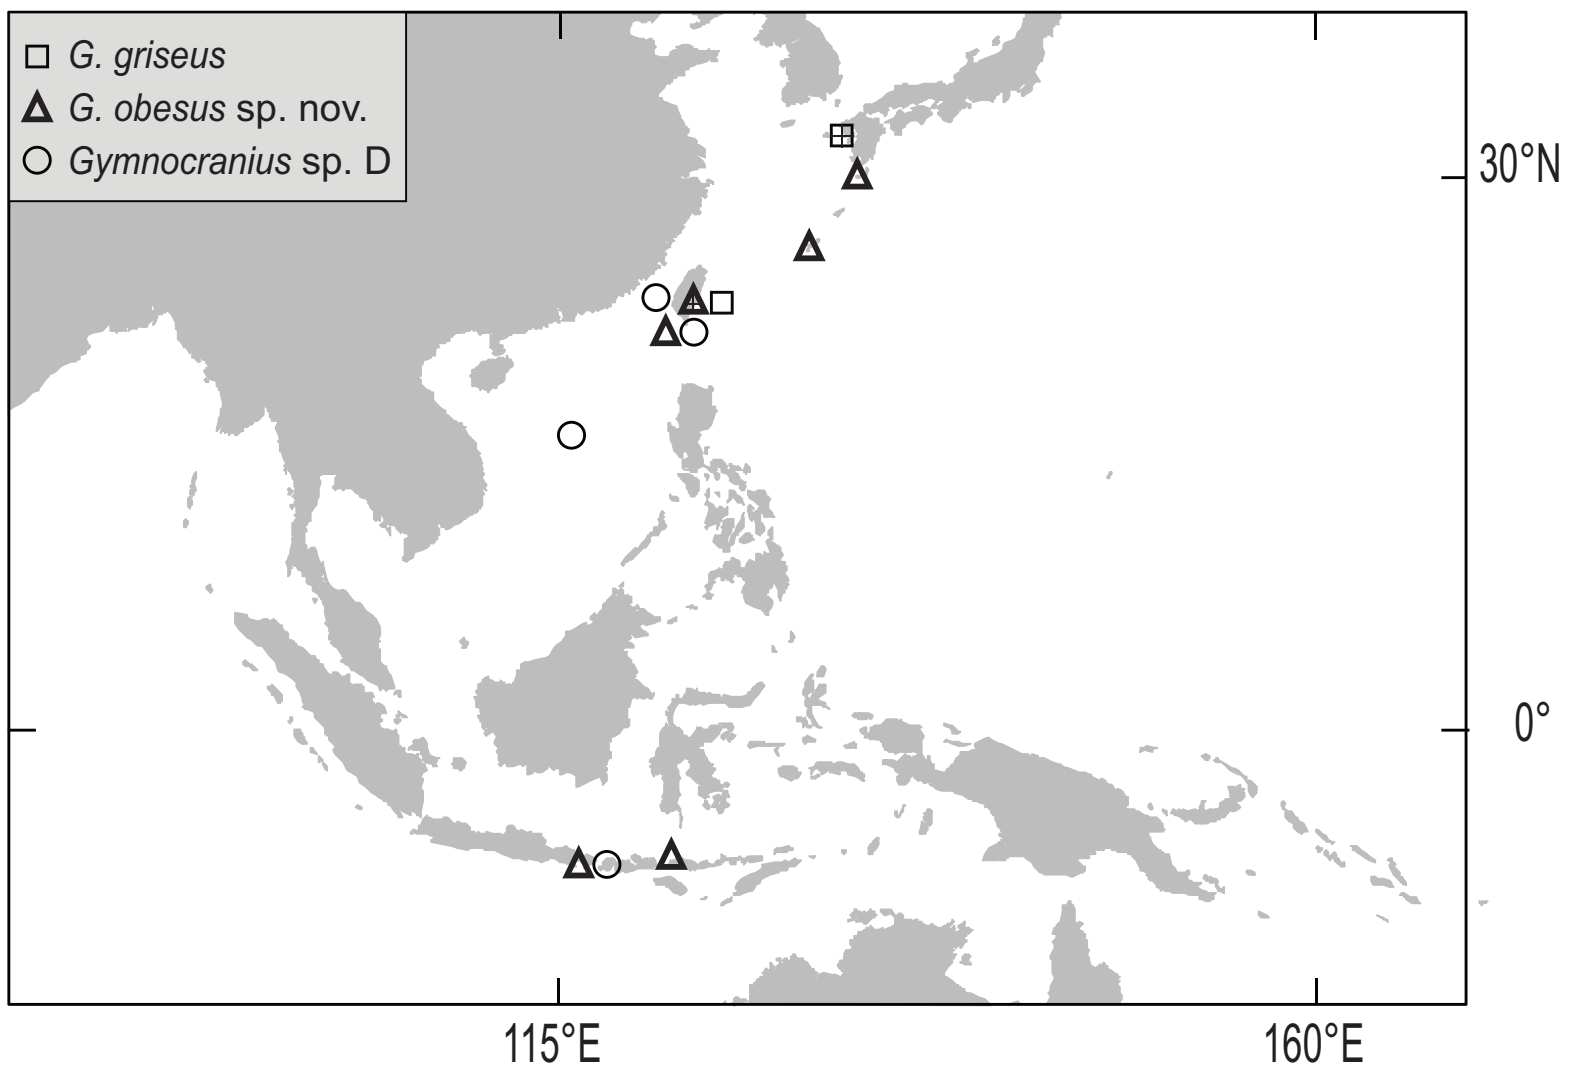 G. griseus
G. obesus sp. nov.
Gymnocranius sp. D
30°N
0°
115°E
160°E